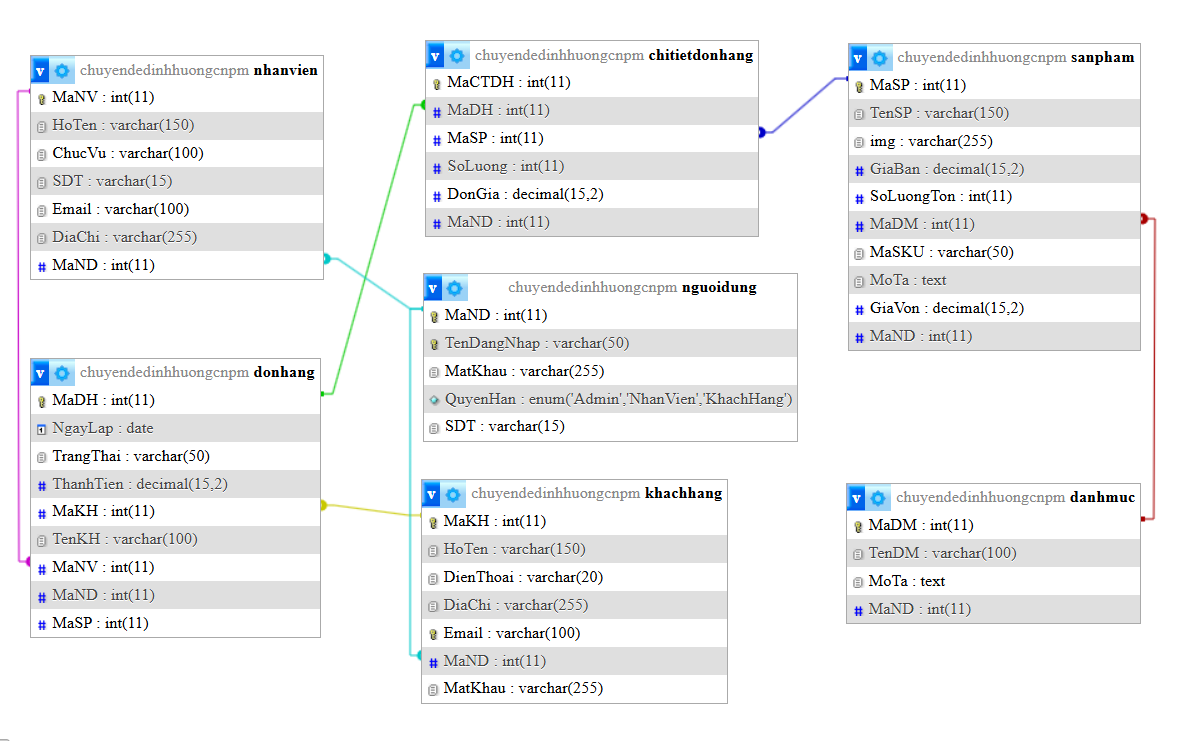 chuyendedinhhuongcnpm nhanvien
MaNV : int(11)
HoTen : varchar(150)
ChucVu : varchar(100)
SDT : varchar(15)
Email : varchar(100)
DiaChi : varchar(255)
MaND : int(11)
chuyendedinhhuongcnpm donhang
MaDH : int(11)
NgayLap : date
TrangThai : varchar(50)
ThanhTien : decimal(15,2)
MaKH : int(11)
TenKH : varchar(100)
MaNV : int(11)
MaND : int(11)
MaSP : int(11)
chuyendedinhhuongcnpm chitietdonhang
MaCTDH : int(11)
MaDH : int(11)
MaSP : int(11)
SoLuong : int(11)
DonGia : decimal(15,2)
MaND : int(11)
chuyendedinhhuongcnpm nguoidung
MaND : int(11)
TenDangNhap : varchar(50)
MatKhau : varchar(255)
QuyenHan : enum('Admin','NhanVien','KhachHang')
SDT : varchar(15)
chuyendedinhhuongcnpm khachhang
MaKH : int(11)
HoTen : varchar(150)
DienThoai : varchar(20)
DiaChi : varchar(255)
Email : varchar(100)
MaND : int(11)
MatKhau : varchar(255)
chuyendedinhhuongcnpm sanpham
MaSP : int(11)
TenSP : varchar(150)
img : varchar(255)
GiaBan : decimal(15,2)
SoLuongTon : int(11)
MaDM : int(11)
MaSKU : varchar(50)
MoTa : text
GiaVon : decimal(15,2)
MaND : int(11)
chuyendedinhhuongcnpm danhmuc
MaDM : int(11)
TenDM : varchar(100)
MoTa : text
MaND : int(11)